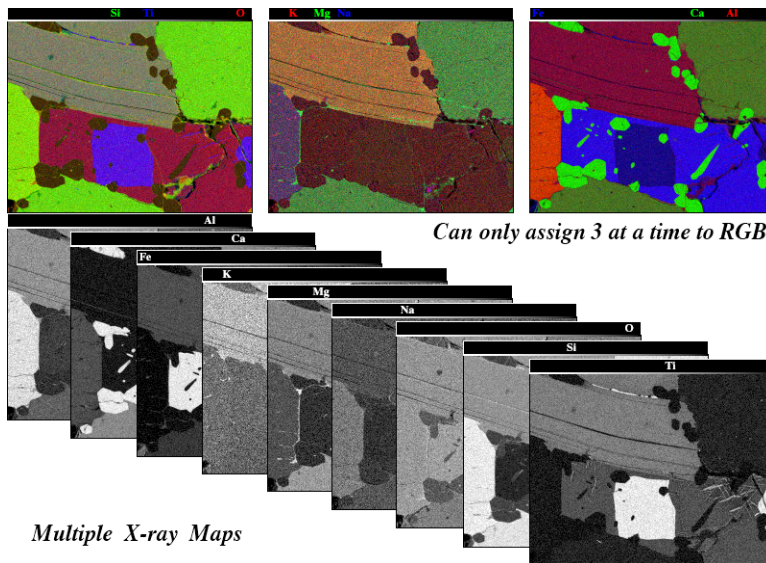 Si Ti O
K Mg Na
Fe Ca Al
Can only assign 3 at a time to RGB
Al
Ca
Fe
K
Mg
Na
O
Si
Ti
Multiple X-ray Maps